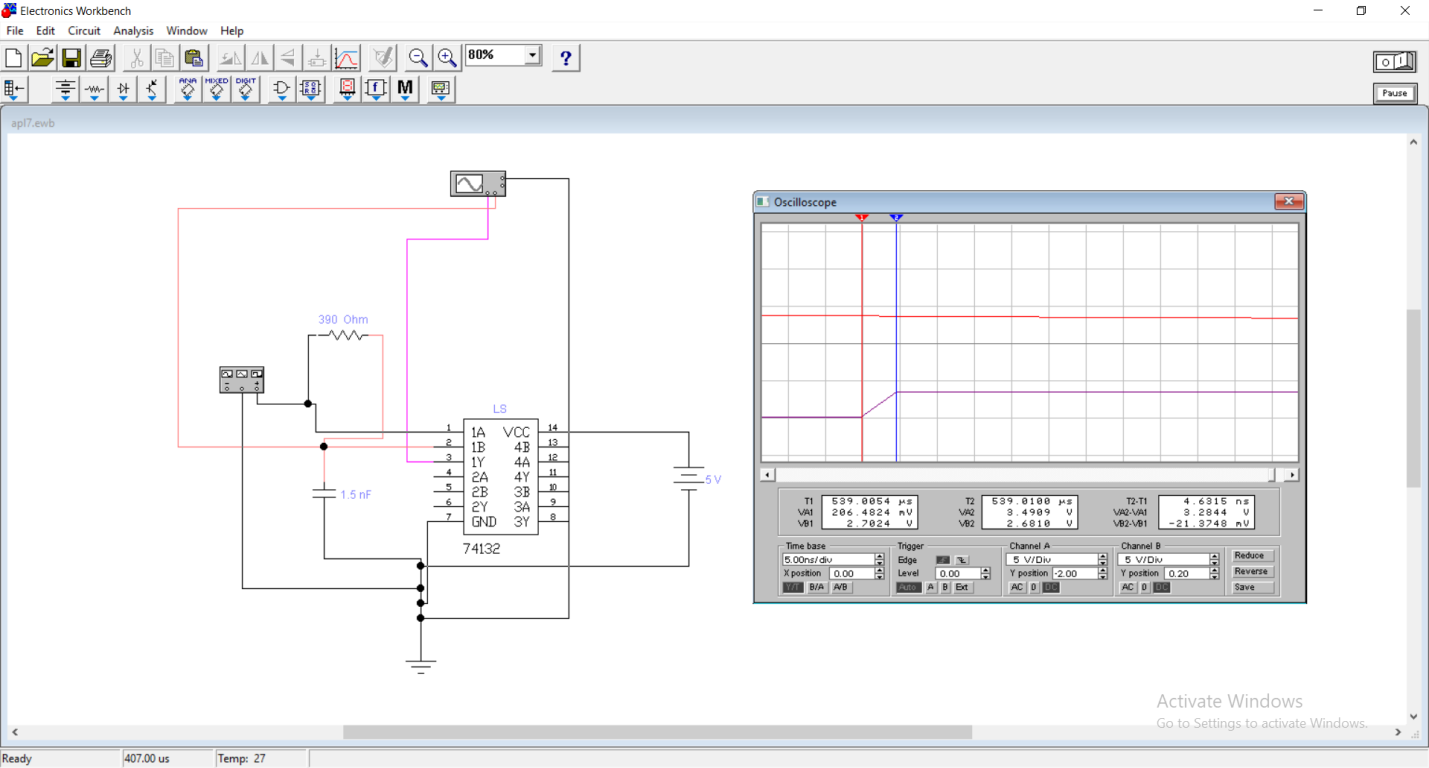 Electronics Workbench
File Edit Circuit Analysis Window Help
80%
?
ANA MIXED DIGIT
M
Pause
apl7.ewb
Oscilloscope
1 2
390 Ohm
LS
1 1A VCC 14
2 1B 4B 13
3 1Y 4A 12
4 2A 4Y 11
5 2B 3B 10
6 2Y 3A 9
7 GND 3Y 8
74132
1.5 nF
5 V
T1 539.0054 µs T2 539.0100 µs T2-T1 4.6315 ns
VA1 206.4824 mV VA2 3.4909 V VA2-VA1 3.2844 V
VB1 2.7024 V VB2 2.6810 V VB2-VB1 -21.3748 mV
Time base Trigger Channel A Channel B
5.00ns/div Edge 5 V/Div 5 V/Div Reduce
X position 0.00 Level 0.00 Y position -2.00 Y position 0.20 Reverse
Y/T B/A A/B Auto A B Ext AC 0 DC AC 0 DC Save
Activate Windows
Go to Settings to activate Windows.
Ready 407.00 us Temp: 27